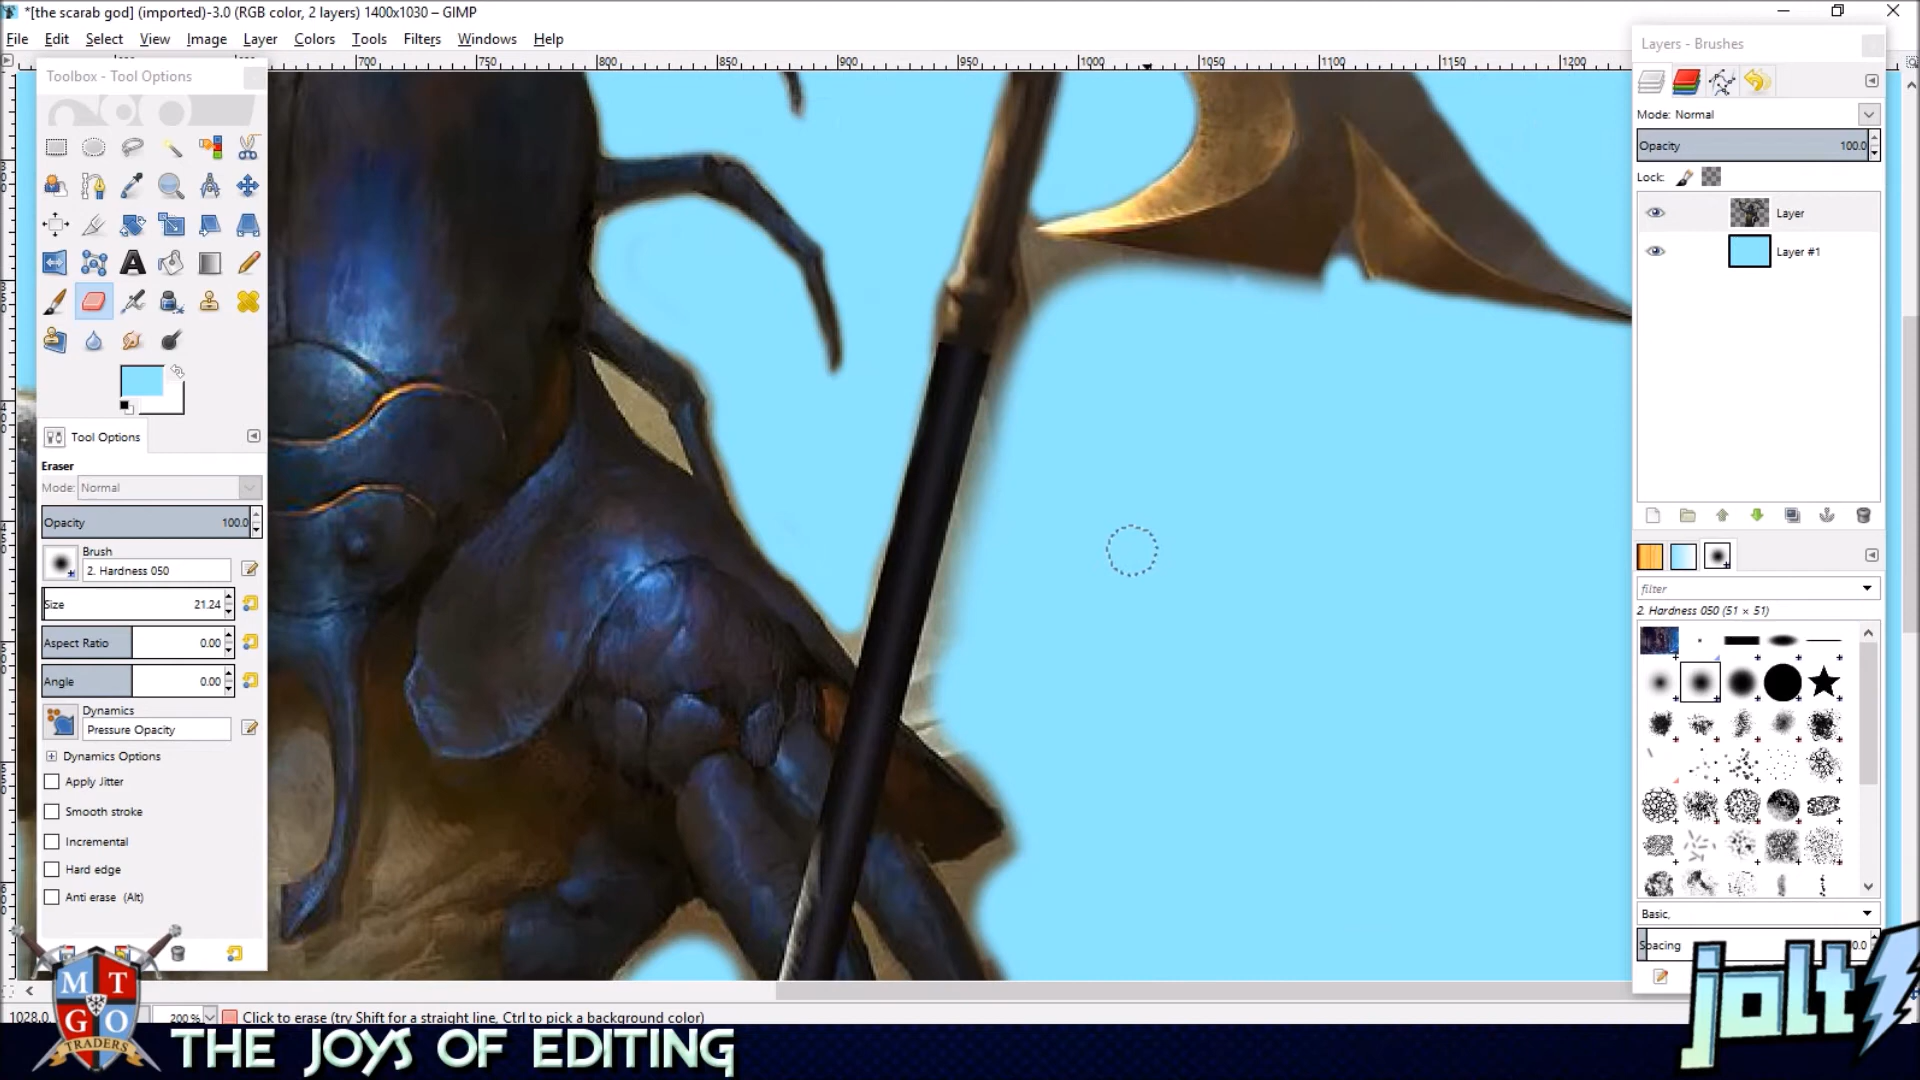 *[the scarab god] (imported)-3.0 (RGB color, 2 layers) 1400x1030 – GIMP
File Edit Select View Image Layer Colors Tools Filters Windows Help
700 750 800 850 900 950 1000 1050 1100 1150 1200
Toolbox - Tool Options
Tool Options
Eraser
Mode: Normal
Opacity 100.0
Brush
2. Hardness 050
Size 21.24
Aspect Ratio 0.00
Angle 0.00
Dynamics
Pressure Opacity
Dynamics Options
Apply Jitter
Smooth stroke
Incremental
Hard edge
Anti erase (Alt)
Layers - Brushes
Mode: Normal
Opacity 100.0
Lock:
Layer
Layer #1
filter
2. Hardness 050 (51 × 51)
Basic,
Spacing
200 % Click to erase (try Shift for a straight line, Ctrl to pick a background color)
MTGO
TRADERS
THE JOYS OF EDITING
jolt